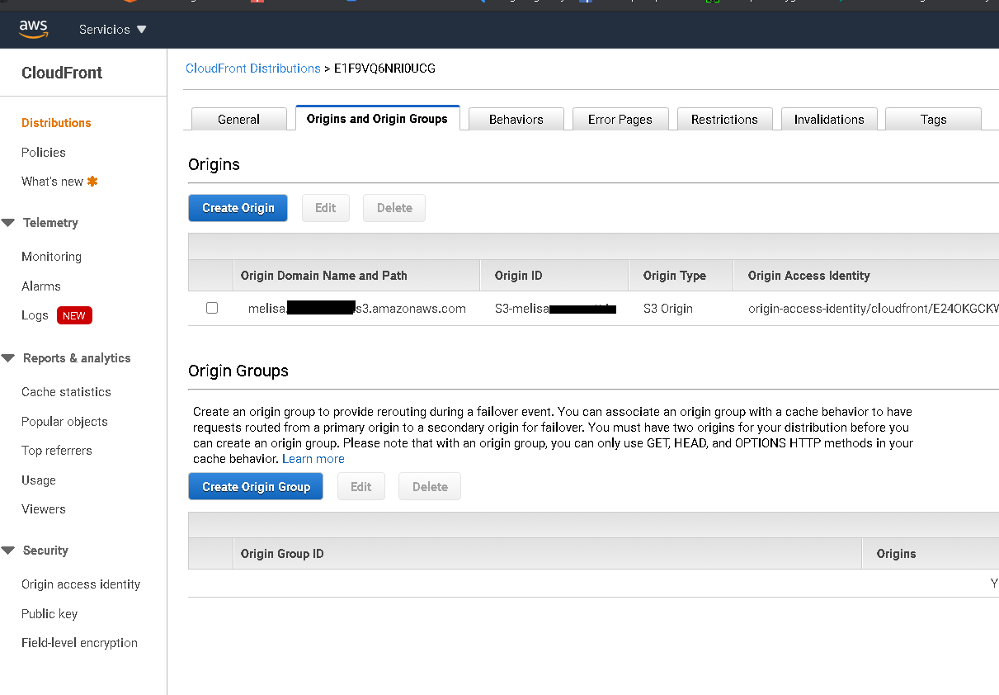 aws Servicios
CloudFront
Distributions
Policies
What's new
Telemetry
Monitoring
Alarms
Logs NEW
Reports & analytics
Cache statistics
Popular objects
Top referrers
Usage
Viewers
Security
Origin access identity
Public key
Field-level encryption
CloudFront Distributions > E1F9VQ6NRI0UCG
General Origins and Origin Groups Behaviors Error Pages Restrictions Invalidations Tags
Origins
Create Origin Edit Delete
Origin Domain Name and Path Origin ID Origin Type Origin Access Identity
melisa. s3.amazonaws.com S3-melisa S3 Origin origin-access-identity/cloudfront/E24OKGCKW
Origin Groups
Create an origin group to provide rerouting during a failover event. You can associate an origin group with a cache behavior to have
requests routed from a primary origin to a secondary origin for failover. You must have two origins for your distribution before you
can create an origin group. Please note that with an origin group, you can only use GET, HEAD, and OPTIONS HTTP methods in your
cache behavior. Learn more
Create Origin Group Edit Delete
Origin Group ID Origins
Y